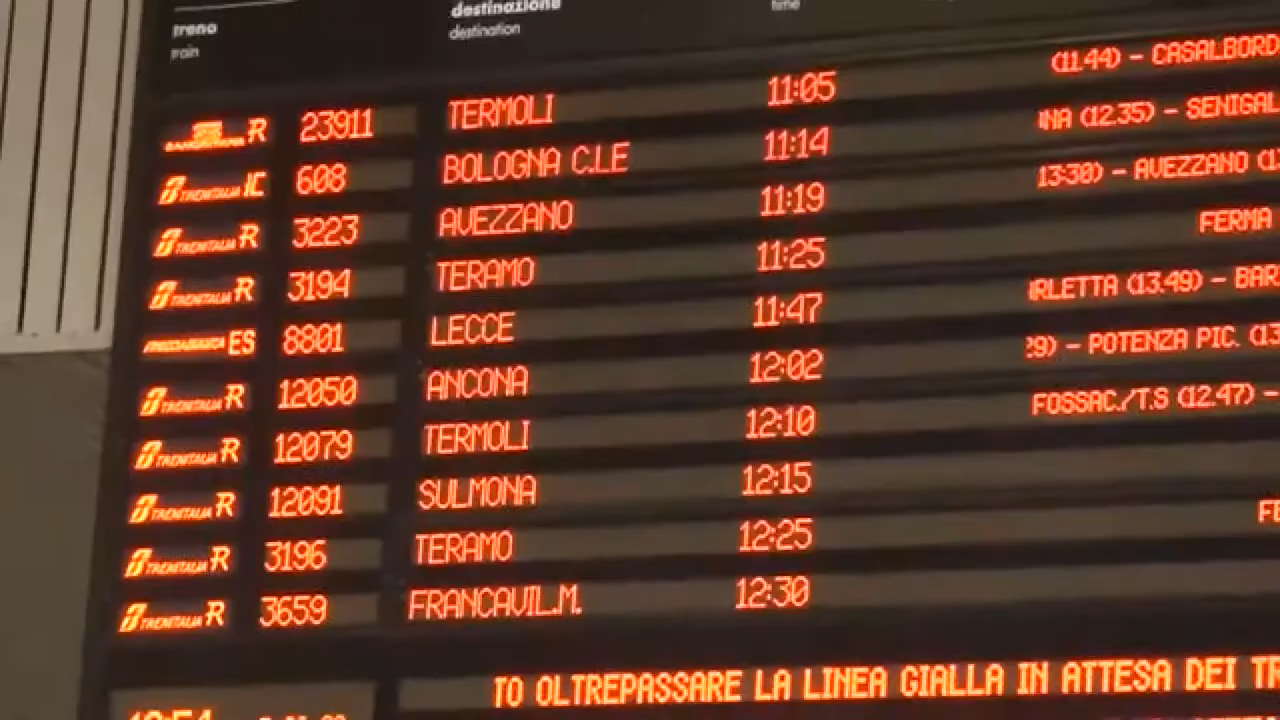 treno destinazione
train destination time
R 23911 TERMOLI 11:05 (11.44) - CASALBORD
TRENITALIA IC 608 BOLOGNA C.LE 11:14 NA (12.35) - SENIGAL
TRENITALIA R 3223 AVEZZANO 11:19 13:30) - AVEZZANO (1
TRENITALIA R 3194 TERAMO 11:25 FERMA
ES 8801 LECCE 11:47 RLETTA (13.49) - BAR
TRENITALIA R 12050 ANCONA 12:02 29) - POTENZA PIC. (13
TRENITALIA R 12079 TERMOLI 12:10 FOSSAC./T.S (12.47) -
TRENITALIA R 12091 SULMONA 12:15
TRENITALIA R 3196 TERAMO 12:25 FE
TRENITALIA R 3659 FRANCAVIL.M. 12:30
TO OLTREPASSARE LA LINEA GIALLA IN ATTESA DEI TR